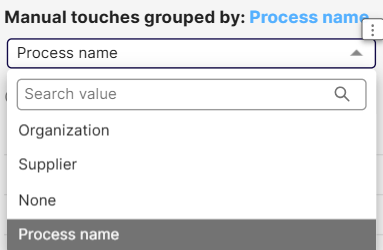 Manual touches grouped by: Process name
Process name
Search value
Organization
Supplier
None
Process name